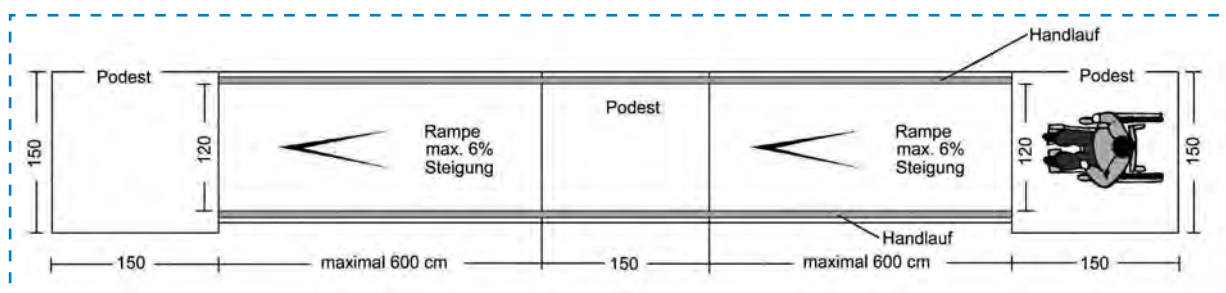 Handlauf
Podest
Podest
Podest
150
120
Rampe
max. 6%
Steigung
Rampe
max. 6%
Steigung
120
150
Handlauf
150
maximal 600 cm
150
maximal 600 cm
150